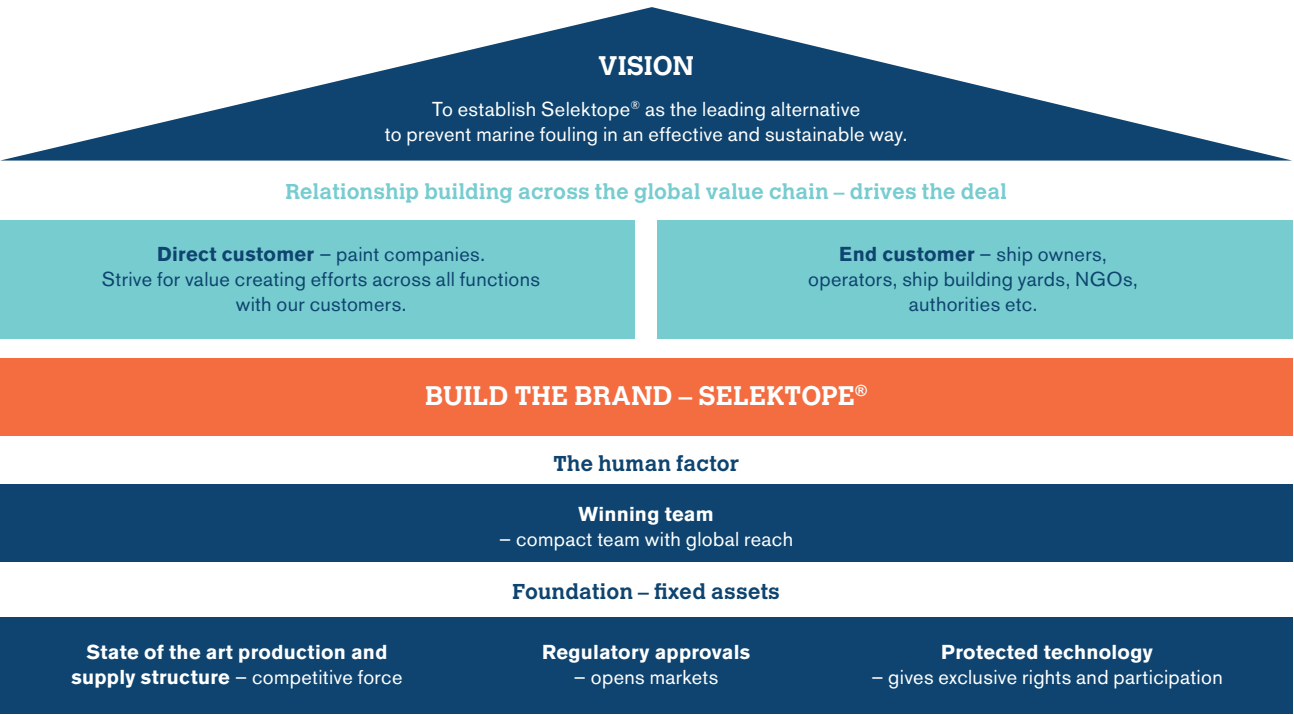 VISION
To establish Selektope® as the leading alternative
to prevent marine fouling in an effective and sustainable way.
Relationship building across the global value chain – drives the deal
Direct customer – paint companies.
Strive for value creating efforts across all functions
with our customers.
End customer – ship owners,
operators, ship building yards, NGOs,
authorities etc.
BUILD THE BRAND – SELEKTOPE®
The human factor
Winning team
– compact team with global reach
Foundation – fixed assets
State of the art production and
supply structure – competitive force
Regulatory approvals
– opens markets
Protected technology
– gives exclusive rights and participation